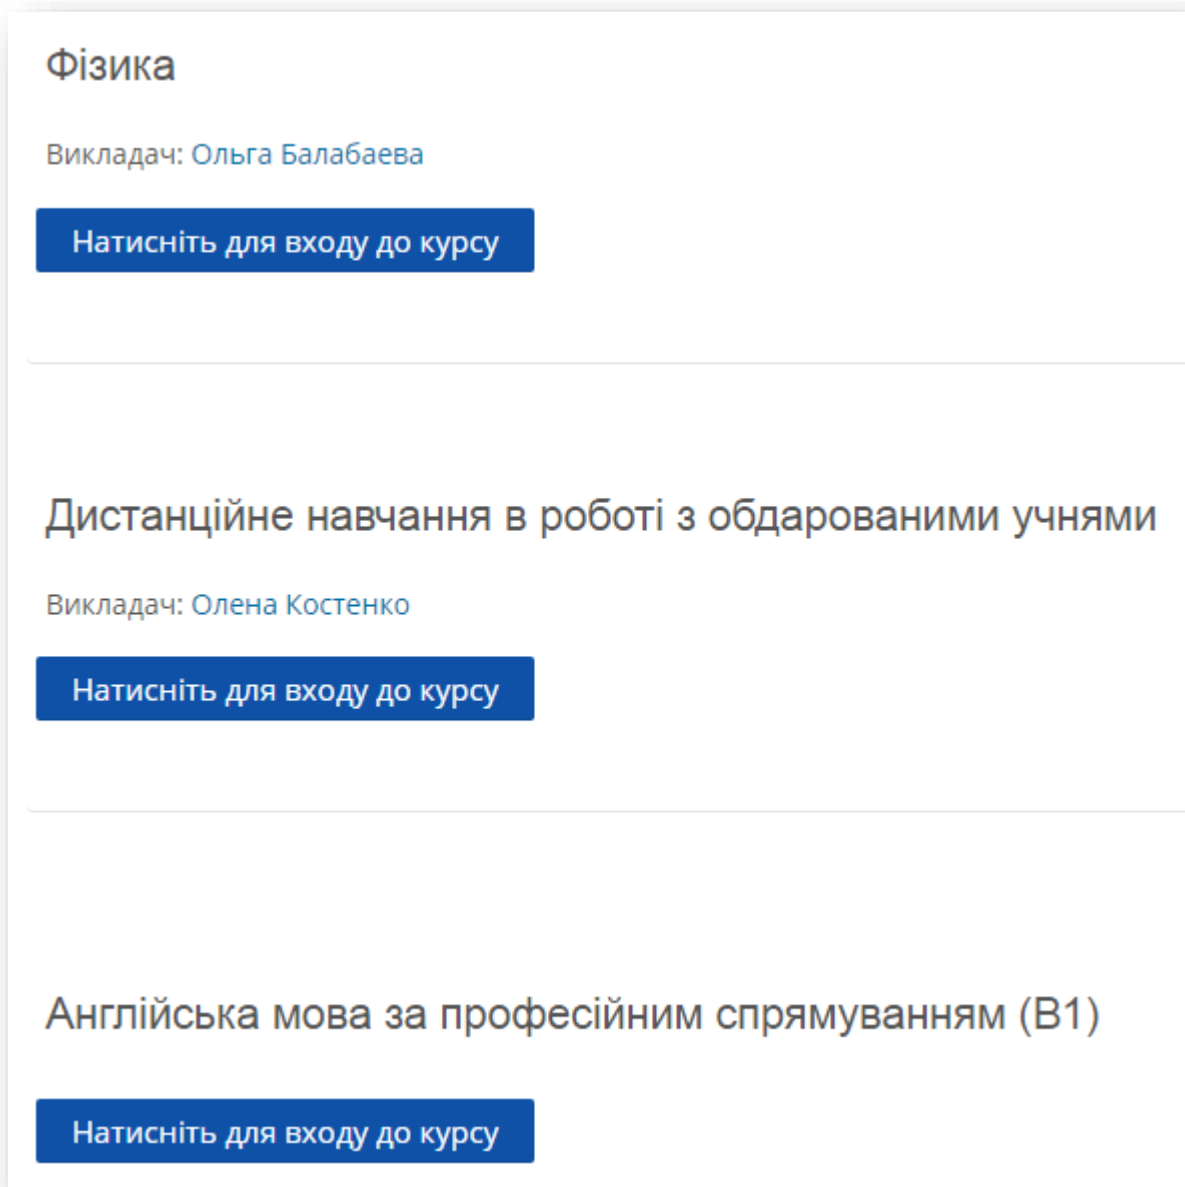 Фізика
Викладач: Ольга Балабаева
Натисніть для входу до курсу
Дистанційне навчання в роботі з обдарованими учнями
Викладач: Олена Костенко
Натисніть для входу до курсу
Англійська мова за професійним спрямуванням (В1)
Натисніть для входу до курсу